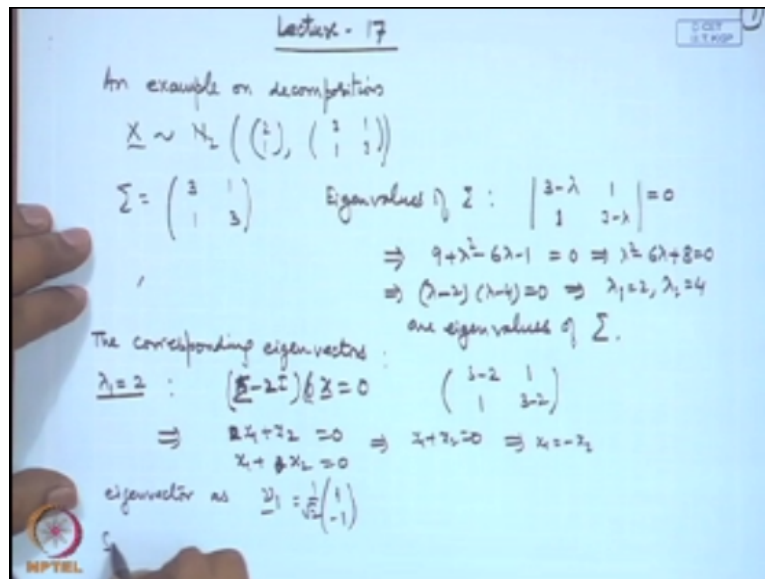 Lecture - 17
An example on decomposition
X ~ N₂ ( (2 1), (3 1 1 3) )
Σ = (3 1 1 3) Eigenvalues of Σ : |3-λ 1 1 3-λ| = 0
⇒ 9+λ²-6λ-1 = 0 ⇒ λ²-6λ+8=0
⇒ (λ-2)(λ-4)=0 ⇒ λ₁=2, λ₂=4
are eigenvalues of Σ.
The corresponding eigenvectors :
λ₁=2 : (Σ-2I) x = 0 (3-2 1 1 3-2)
⇒ x₁+x₂ = 0 ⇒ x₁+x₂=0 ⇒ x₁=-x₂
x₁+x₂ = 0
eigenvector as v₁ = 1/√2 (1 -1)
NPTEL